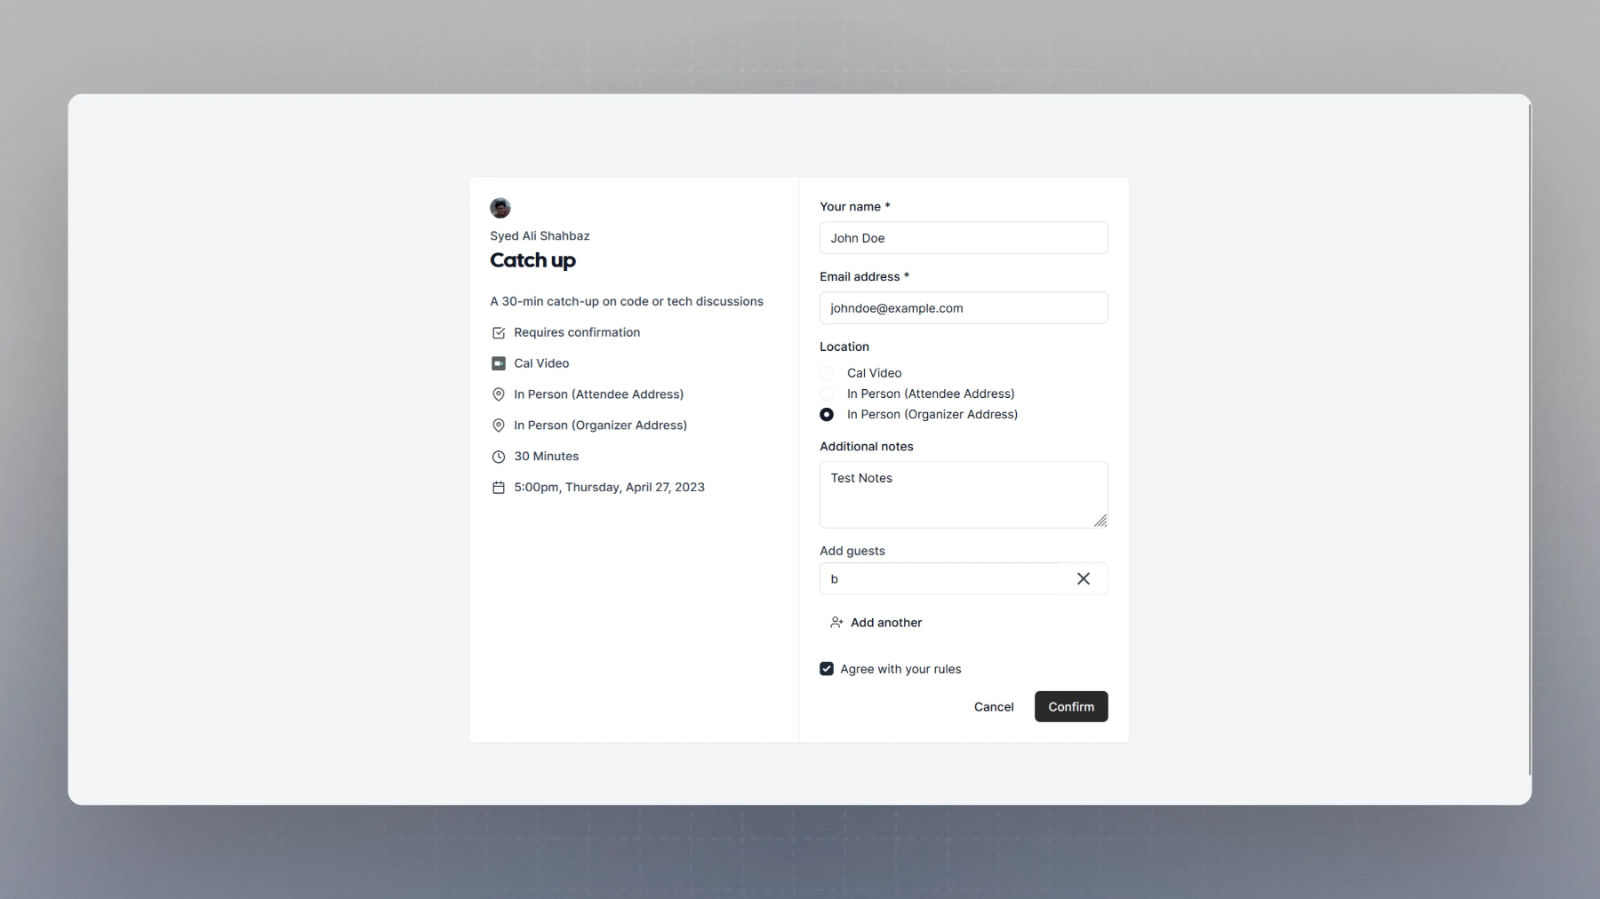 Syed Ali Shahbaz
Catch up
A 30-min catch-up on code or tech discussions
Requires confirmation
Cal Video
In Person (Attendee Address)
In Person (Organizer Address)
30 Minutes
5:00pm, Thursday, April 27, 2023
Your name *
John Doe
Email address *
johndoe@example.com
Location
Cal Video
In Person (Attendee Address)
In Person (Organizer Address)
Additional notes
Test Notes
Add guests
b
Add another
Agree with your rules
Cancel
Confirm